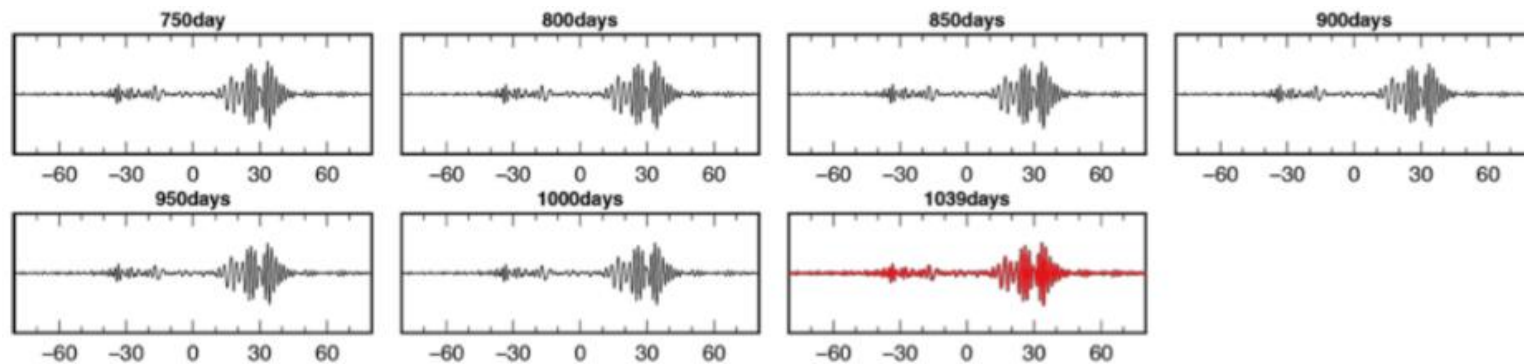 750day 800days 850days 900days
−60 −30 0 30 60 −60 −30 0 30 60 −60 −30 0 30 60 −60 −30 0 30 60
950days 1000days 1039days
−60 −30 0 30 60 −60 −30 0 30 60 −60 −30 0 30 60